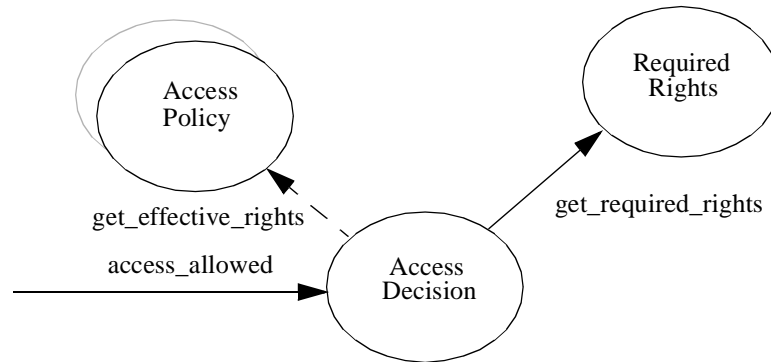 Access
Policy
Required
Rights
get_effective_rights
get_required_rights
access_allowed
Access
Decision